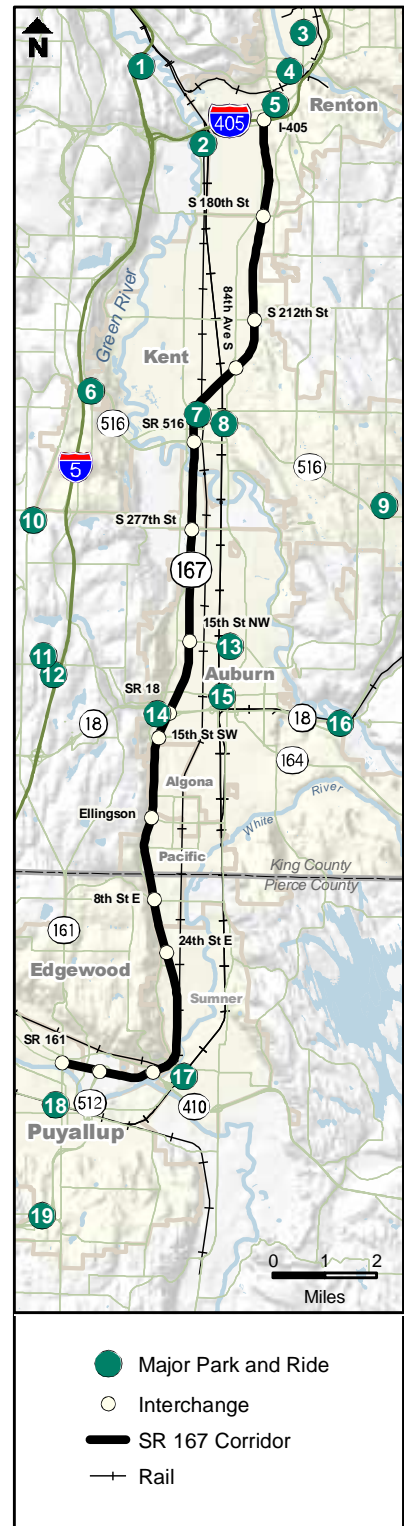 N
3
1
4
5
Renton
405
I-405
2
S 180th St
Green River
84th Ave S
S 212th St
Kent
6
7
8
516
SR 516
516
5
9
10
S 277th St
167
15th St NW
13
11
12
Auburn
SR 18
15
14
18
16
18
15th St SW
164
Algona
Ellingson
White River
Pacific
King County
Pierce County
8th St E
161
24th St E
Edgewood
Sumner
SR 161
17
18
512
410
Puyallup
19
0 1 2
Miles
Major Park and Ride
Interchange
SR 167 Corridor
Rail